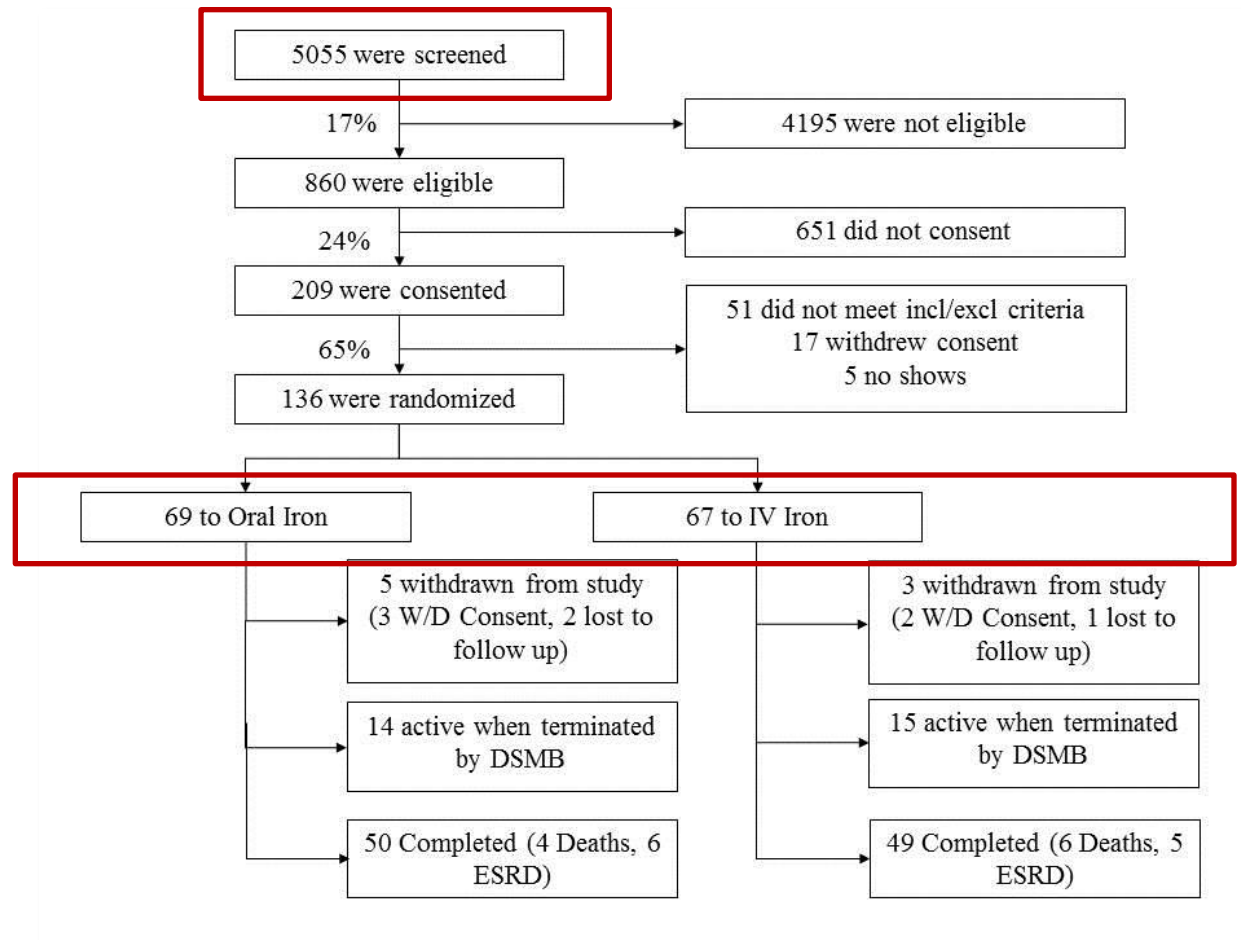 5055 were screened
17%
4195 were not eligible
860 were eligible
24%
651 did not consent
209 were consented
65%
51 did not meet incl/excl criteria
17 withdrew consent
5 no shows
136 were randomized
69 to Oral Iron
67 to IV Iron
5 withdrawn from study
(3 W/D Consent, 2 lost to
follow up)
3 withdrawn from study
(2 W/D Consent, 1 lost to
follow up)
14 active when terminated
by DSMB
15 active when terminated
by DSMB
50 Completed (4 Deaths, 6
ESRD)
49 Completed (6 Deaths, 5
ESRD)